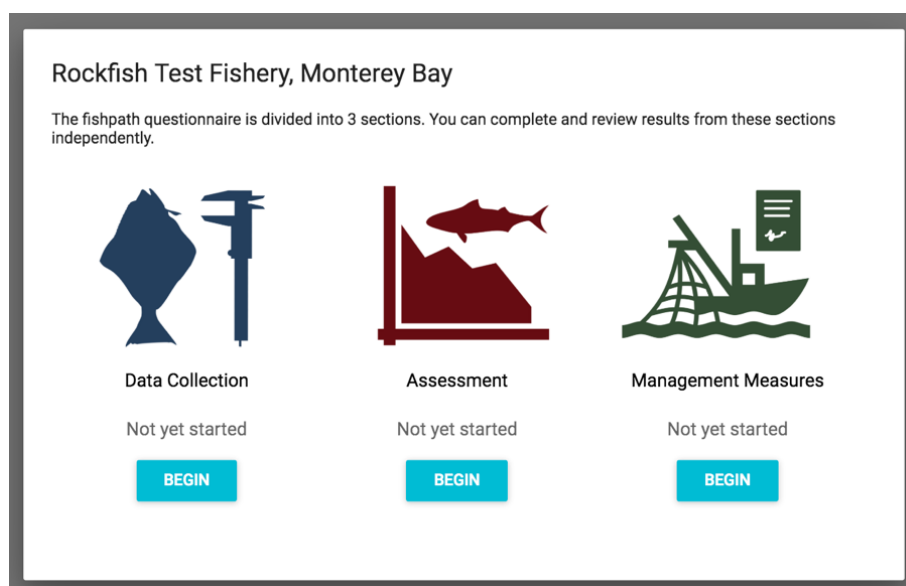 Rockfish Test Fishery, Monterey Bay
The fishpath questionnaire is divided into 3 sections. You can complete and review results from these sections
independently.
Data Collection
Assessment
Management Measures
Not yet started
Not yet started
Not yet started
BEGIN
BEGIN
BEGIN